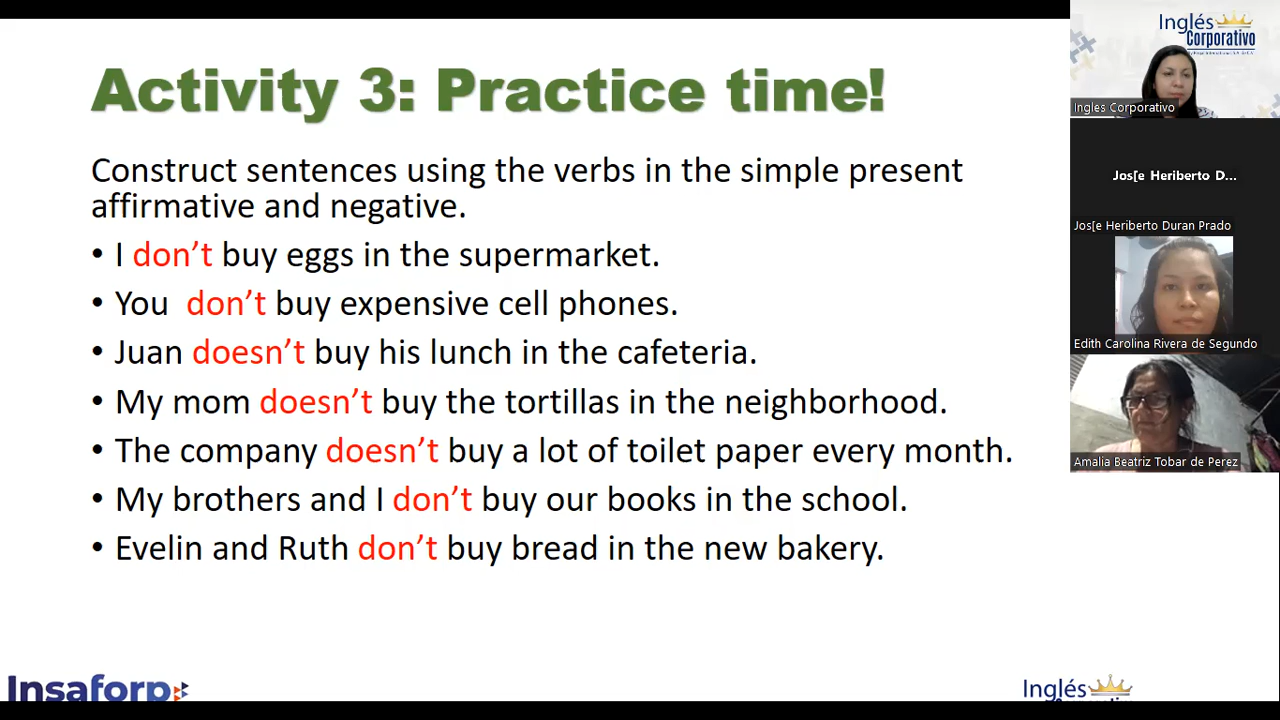 Activity 3: Practice time!
Construct sentences using the verbs in the simple present
affirmative and negative.
• I don't buy eggs in the supermarket.
• You don't buy expensive cell phones.
• Juan doesn't buy his lunch in the cafeteria.
• My mom doesn't buy the tortillas in the neighborhood.
• The company doesn't buy a lot of toilet paper every month.
• My brothers and I don't buy our books in the school.
• Evelin and Ruth don't buy bread in the new bakery.
Insaforp
Inglés
Inglés
Corporativo
Ingles Corporativo
Jos[e Heriberto D...
Jos[e Heriberto Duran Prado
Edith Carolina Rivera de Segundo
Amalia Beatriz Tobar de Perez